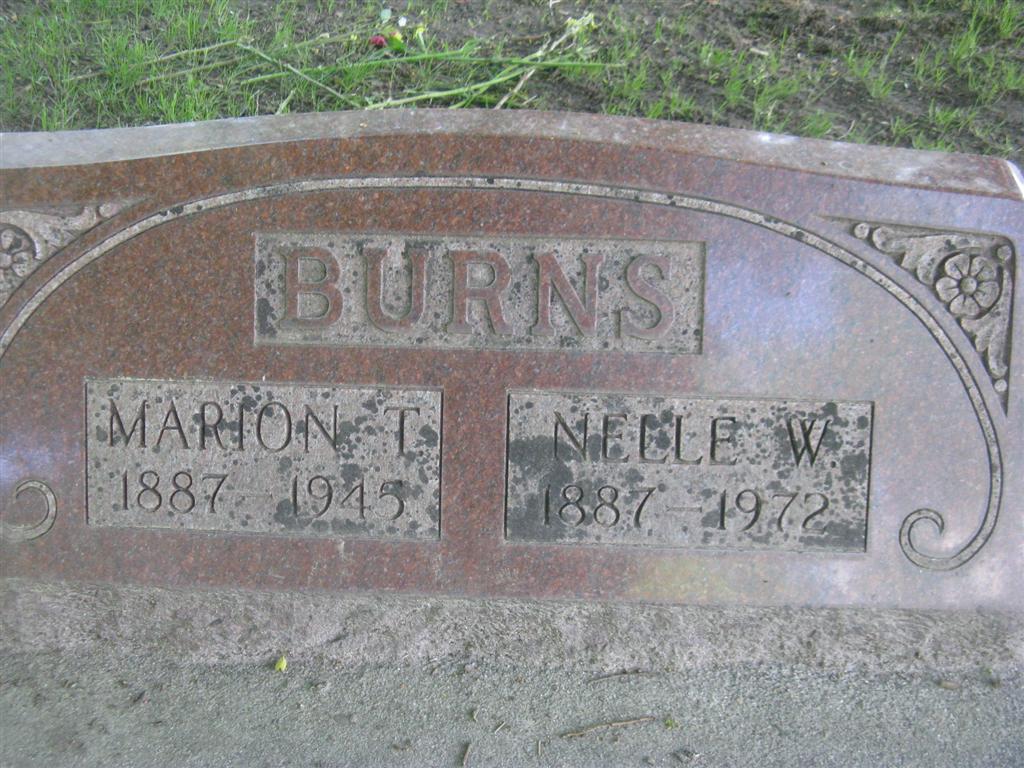 BURNS
MARION T.
1887 – 1945
NELLE W.
1887 – 1972